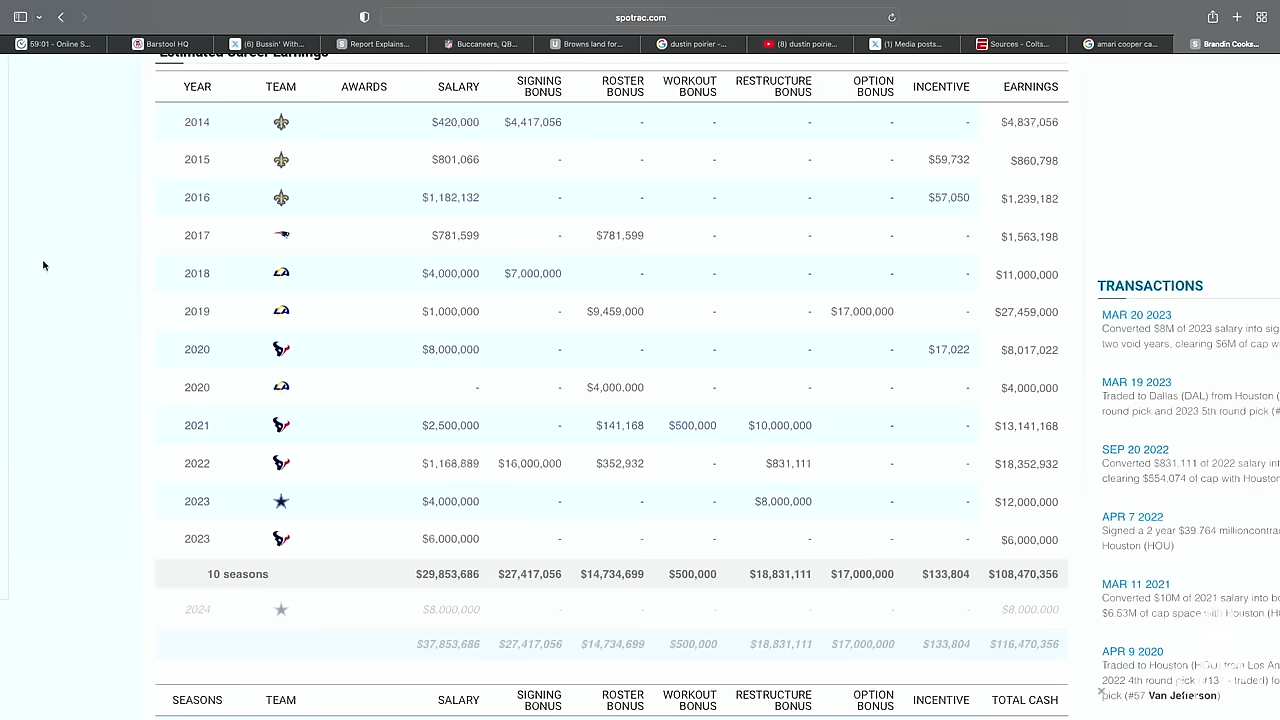 spotrac.com
59:01 - Online S...
Barstool HQ
(6) Bussin' With...
Report Explains...
Buccaneers, QB...
Browns land for...
dustin poirier -...
(8) dustin poirie...
(1) Media posts...
Sources - Colts...
amari cooper ca...
Brandin Cooks...
Estimated Career Earnings
YEAR TEAM AWARDS SALARY SIGNING BONUS ROSTER BONUS WORKOUT BONUS RESTRUCTURE BONUS OPTION BONUS INCENTIVE EARNINGS
2014 $420,000 $4,417,056 - - - - - $4,837,056
2015 $801,066 - - - - - $59,732 $860,798
2016 $1,182,132 - - - - - $57,050 $1,239,182
2017 $781,599 - $781,599 - - - - $1,563,198
2018 $4,000,000 $7,000,000 - - - - - $11,000,000
2019 $1,000,000 - $9,459,000 - - $17,000,000 - $27,459,000
2020 $8,000,000 - - - - - $17,022 $8,017,022
2020 - - $4,000,000 - - - - $4,000,000
2021 $2,500,000 - $141,168 $500,000 $10,000,000 - - $13,141,168
2022 $1,168,889 $16,000,000 $352,932 - $831,111 - - $18,352,932
2023 $4,000,000 - - - $8,000,000 - - $12,000,000
2023 $6,000,000 - - - - - - $6,000,000
10 seasons $29,853,686 $27,417,056 $14,734,699 $500,000 $18,831,111 $17,000,000 $133,804 $108,470,356
2024 $8,000,000 - - - - - - $8,000,000
$37,853,686 $27,417,056 $14,734,699 $500,000 $18,831,111 $17,000,000 $133,804 $116,470,356
SEASONS TEAM SALARY SIGNING BONUS ROSTER BONUS WORKOUT BONUS RESTRUCTURE BONUS OPTION BONUS INCENTIVE TOTAL CASH
TRANSACTIONS
MAR 20 2023
Converted $8M of 2023 salary into sig
two void years, clearing $6M of cap w
MAR 19 2023
Traded to Dallas (DAL) from Houston (
round pick and 2023 5th round pick (#
SEP 20 2022
Converted $831,111 of 2022 salary int
clearing $554,074 of cap with Houston
APR 7 2022
Signed a 2 year $39.764 millioncontrac
Houston (HOU)
MAR 11 2021
Converted $10M of 2021 salary into bo
$6.53M of cap space with Houston (H
APR 9 2020
Traded to Houston (HOU) from Los An
2022 4th round pick (#137 - traderi) fo
pick (#57 Van Jefferson)